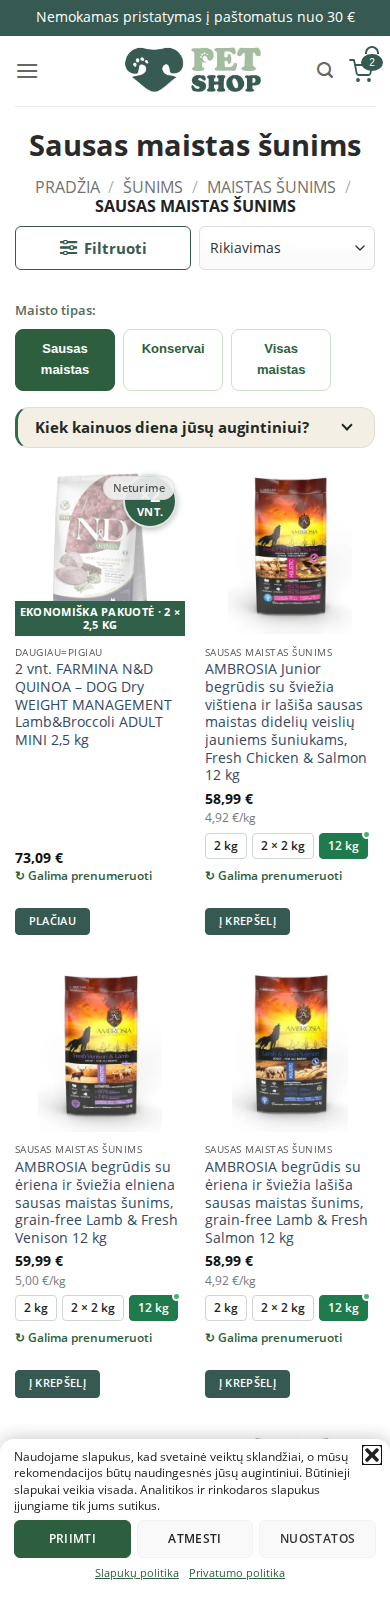 Nemokamas pristatymas į paštomatus nuo 30 €
PET
SHOP
2
Sausas maistas šunims
PRADŽIA / ŠUNIMS / MAISTAS ŠUNIMS /
SAUSAS MAISTAS ŠUNIMS
Filtruoti
Rikiavimas
Maisto tipas:
Sausas
maistas
Konservai
Visas
maistas
Kiek kainuos diena jūsų augintiniui?
Neturime
2
VNT.
N&D
EKONOMIŠKA PAKUOTĖ · 2 ×
2,5 KG
DAUGIAU=PIGIAU
2 vnt. FARMINA N&D
QUINOA – DOG Dry
WEIGHT MANAGEMENT
Lamb&Broccoli ADULT
MINI 2,5 kg
73,09 €
↻ Galima prenumeruoti
PLAČIAU
AMBROSIA
SAUSAS MAISTAS ŠUNIMS
AMBROSIA Junior
begrūdis su šviežia
vištiena ir lašiša sausas
maistas didelių veislių
jauniems šuniukams,
Fresh Chicken & Salmon
12 kg
58,99 €
4,92 €/kg
2 kg
2 × 2 kg
12 kg
↻ Galima prenumeruoti
Į KREPŠELĮ
AMBROSIA
SAUSAS MAISTAS ŠUNIMS
AMBROSIA begrūdis su
ėriena ir šviežia elniena
sausas maistas šunims,
grain-free Lamb & Fresh
Venison 12 kg
59,99 €
5,00 €/kg
2 kg
2 × 2 kg
12 kg
↻ Galima prenumeruoti
Į KREPŠELĮ
AMBROSIA
SAUSAS MAISTAS ŠUNIMS
AMBROSIA begrūdis su
ėriena ir šviežia lašiša
sausas maistas šunims,
grain-free Lamb & Fresh
Salmon 12 kg
58,99 €
4,92 €/kg
2 kg
2 × 2 kg
12 kg
↻ Galima prenumeruoti
Į KREPŠELĮ
Naudojame slapukus, kad svetainė veiktų sklandžiai, o mūsų
rekomendacijos būtų naudingesnės jūsų augintiniui. Būtinieji
slapukai veikia visada. Analitikos ir rinkodaros slapukus
įjungiame tik jums sutikus.
PRIIMTI
ATMESTI
NUOSTATOS
Slapukų politika
Privatumo politika